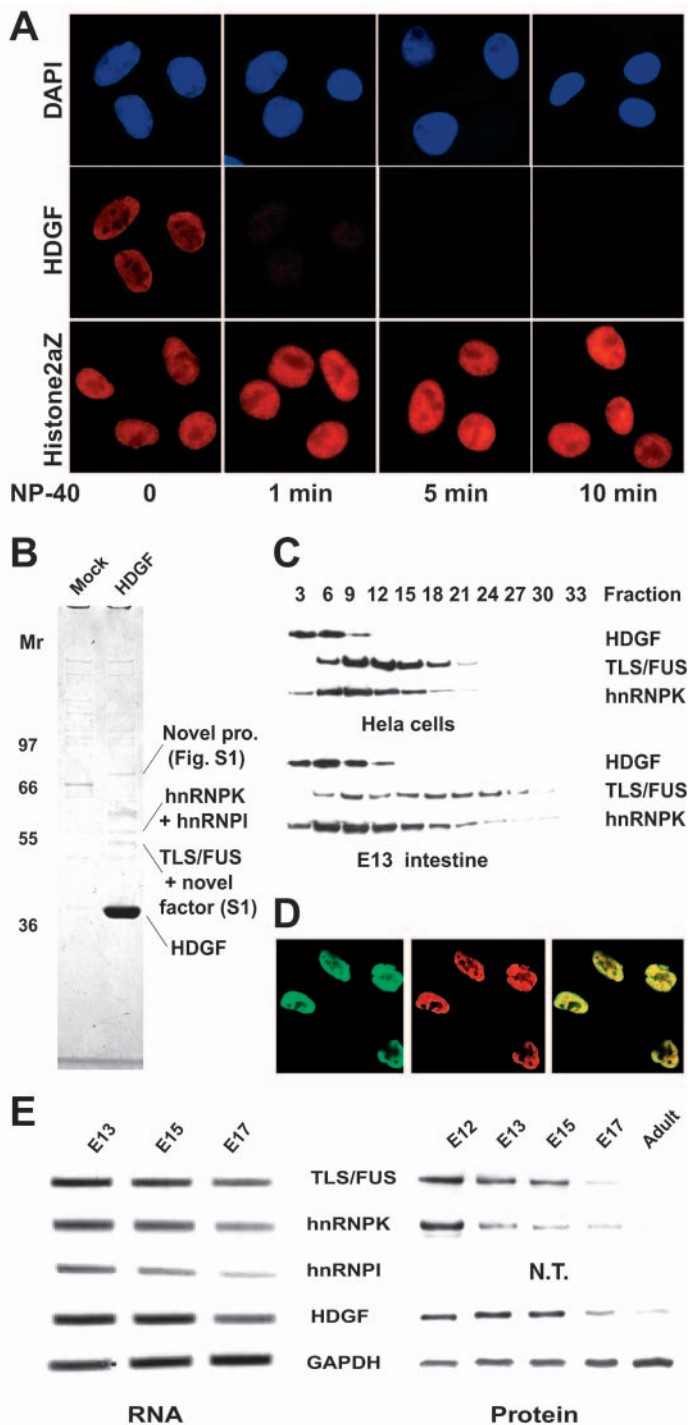 A
DAPI
HDGF
Histone2aZ
NP-40 0 1 min 5 min 10 min
B
Mock HDGF
Mr
97
66
55
36
Novel pro.
(Fig. S1)
hnRNPK
+ hnRNPI
TLS/FUS
+ novel
factor (S1)
HDGF
C
3 6 9 12 15 18 21 24 27 30 33 Fraction
HDGF
TLS/FUS
hnRNPK
Hela cells
HDGF
TLS/FUS
hnRNPK
E13 intestine
D
E
E13 E15 E17
E12 E13 E15 E17 Adult
TLS/FUS
hnRNPK
hnRNPI N.T.
HDGF
GAPDH
RNA Protein